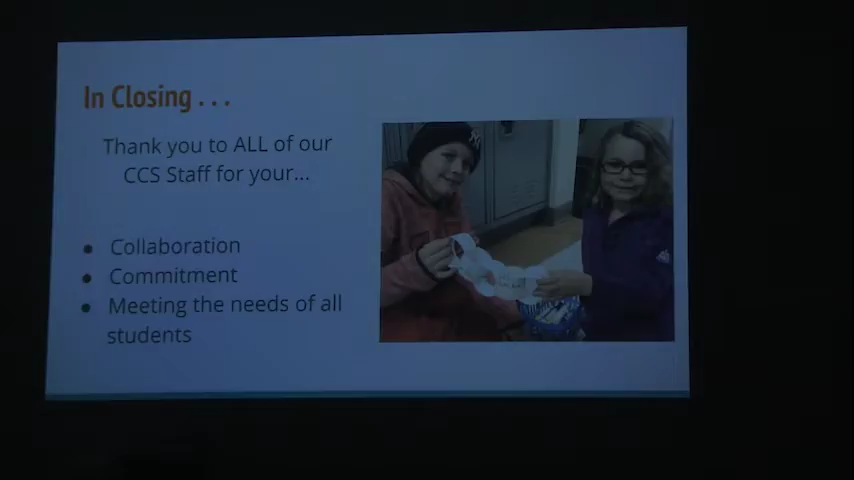 In Closing . . .
Thank you to ALL of our
CCS Staff for your...
● Collaboration
● Commitment
● Meeting the needs of all
students